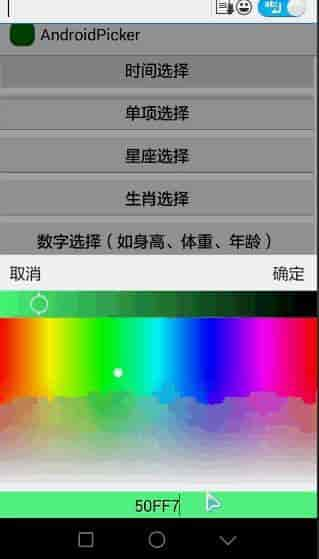 AndroidPicker
时间选择
单项选择
星座选择
生肖选择
数字选择（如身高、体重、年龄）
取消
确定
50FF7